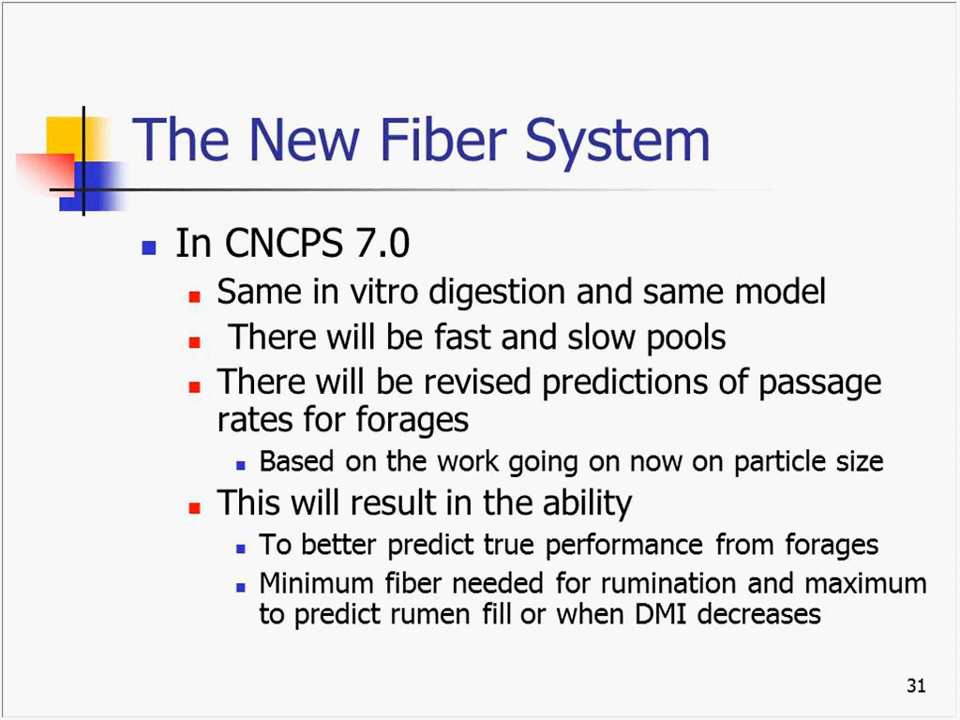 The New Fiber System
In CNCPS 7.0
Same in vitro digestion and same model
There will be fast and slow pools
There will be revised predictions of passage
rates for forages
Based on the work going on now on particle size
This will result in the ability
To better predict true performance from forages
Minimum fiber needed for rumination and maximum
to predict rumen fill or when DMI decreases
31